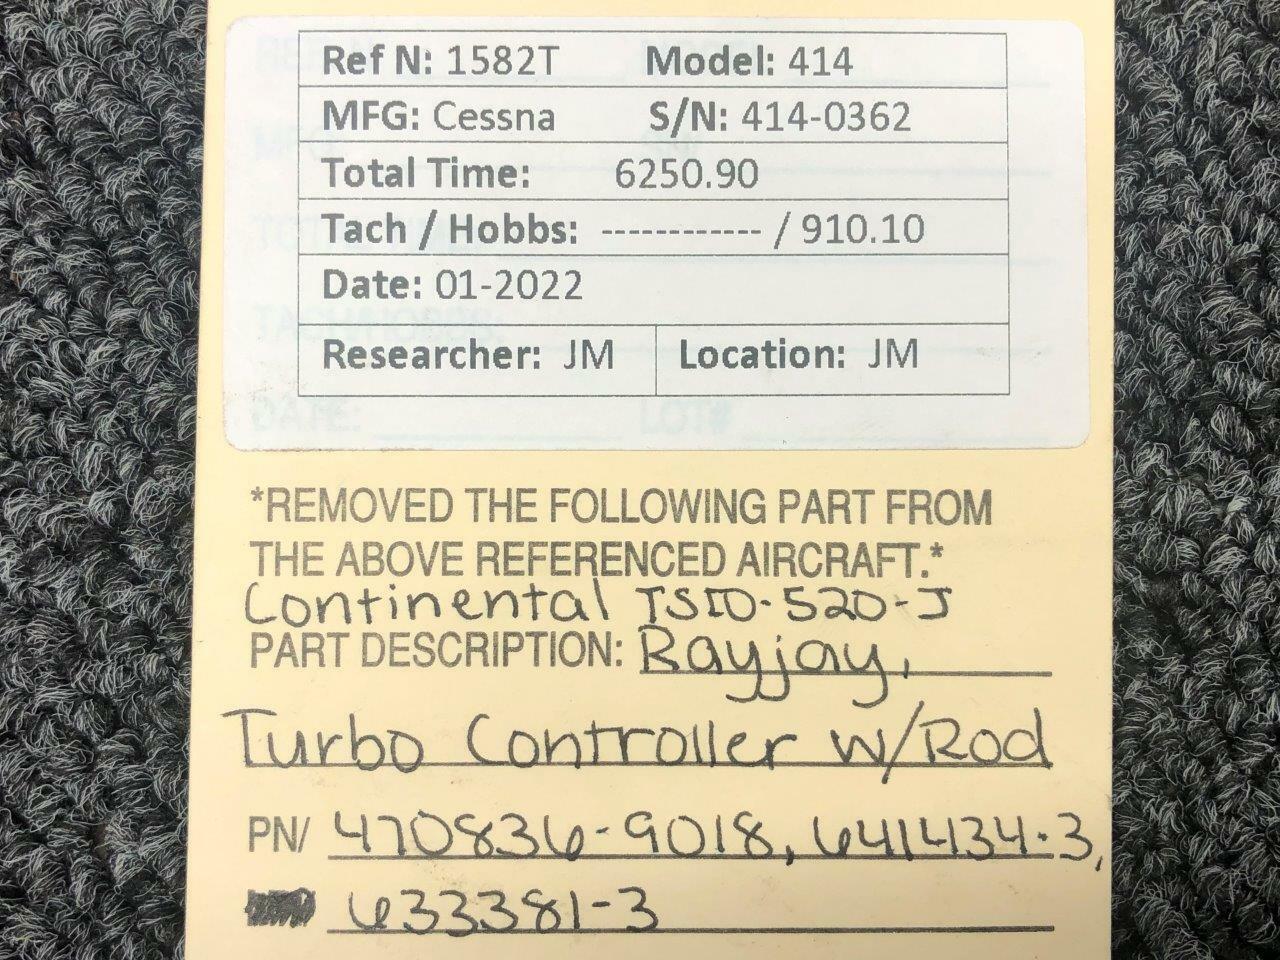 Ref N: 1582T Model: 414
MFG: Cessna S/N: 414-0362
Total Time: 6250.90
Tach / Hobbs: ------------ / 910.10
Date: 01-2022
Researcher: JM Location: JM
DATE: LOT#
*REMOVED THE FOLLOWING PART FROM
THE ABOVE REFERENCED AIRCRAFT.*
Continental TSIO-520-J
PART DESCRIPTION: Rayjay,
Turbo Controller w/Rod
PN/ 470836-9018, 641434-3,
633381-3